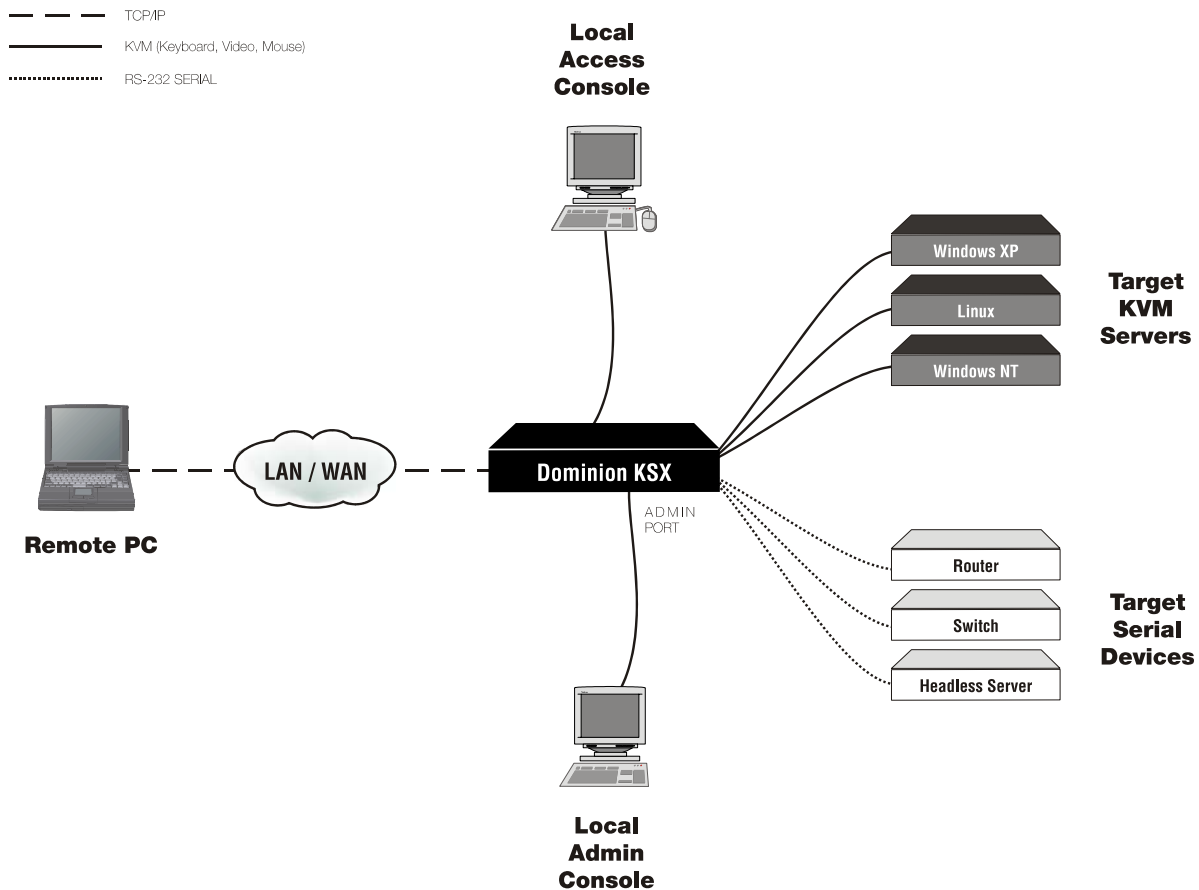 TCP/IP
KVM (Keyboard, Video, Mouse)
RS-232 SERIAL
Local
Access
Console
Windows XP
Linux
Windows NT
Target
KVM
Servers
LAN / WAN
Dominion KSX
ADMIN
PORT
Remote PC
Router
Switch
Headless Server
Target
Serial
Devices
Local
Admin
Console